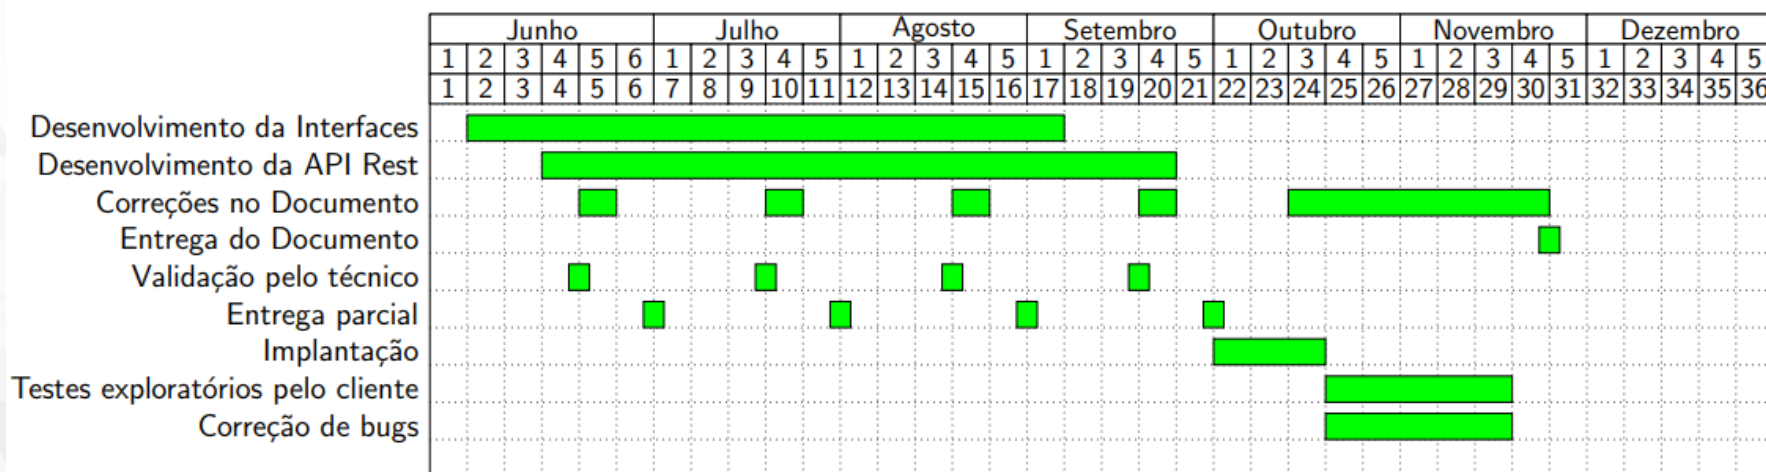 Junho Julho Agosto Setembro Outubro Novembro Dezembro
1 2 3 4 5 6 1 2 3 4 5 1 2 3 4 5 1 2 3 4 5 1 2 3 4 5 1 2 3 4 5 1 2 3 4 5
1 2 3 4 5 6 7 8 9 10 11 12 13 14 15 16 17 18 19 20 21 22 23 24 25 26 27 28 29 30 31 32 33 34 35 36
Desenvolvimento da Interfaces
Desenvolvimento da API Rest
Correções no Documento
Entrega do Documento
Validação pelo técnico
Entrega parcial
Implantação
Testes exploratórios pelo cliente
Correção de bugs